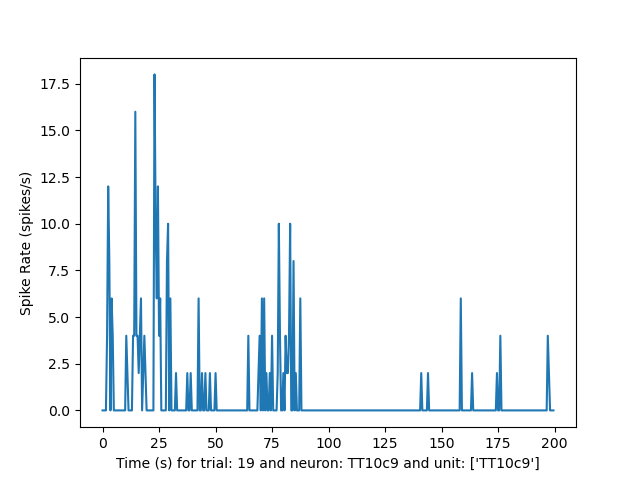 17.5
15.0
12.5
10.0
7.5
5.0
2.5
0.0
Spike Rate (spikes/s)
0 25 50 75 100 125 150 175 200
Time (s) for trial: 19 and neuron: TT10c9 and unit: ['TT10c9']